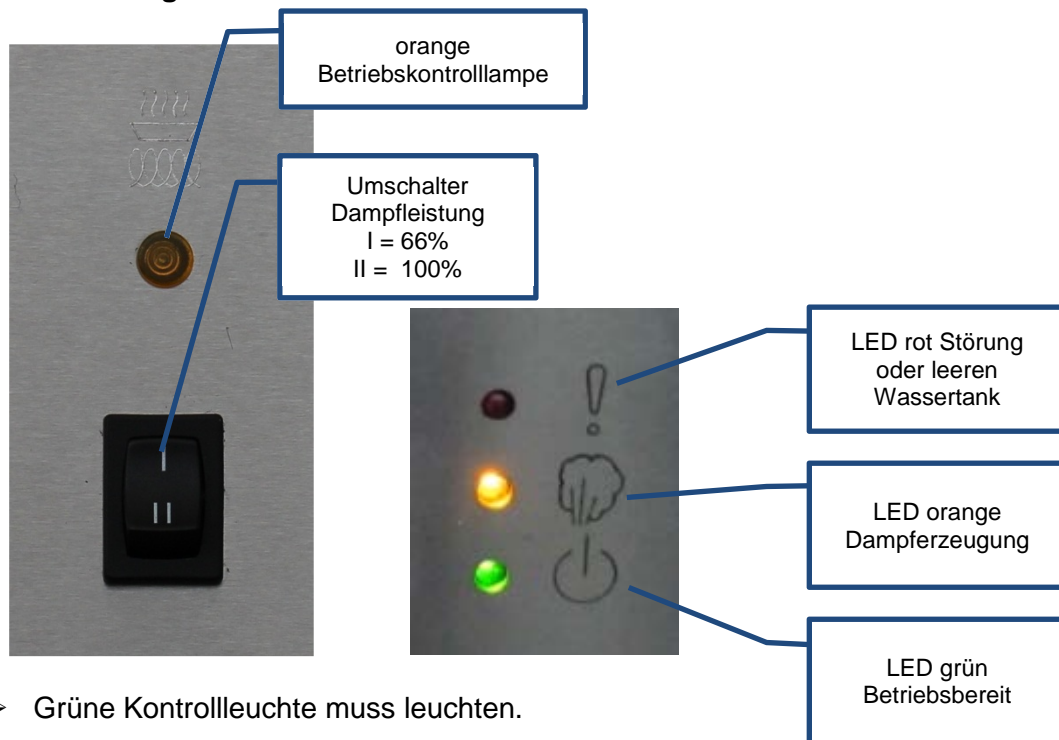 orange
Betriebskontrolllampe
Umschalter
Dampfleistung
I = 66%
II = 100%
I
II
LED rot Störung
oder leeren
Wassertank
LED orange
Dampferzeugung
LED grün
Betriebsbereit
Grüne Kontrollleuchte muss leuchten.